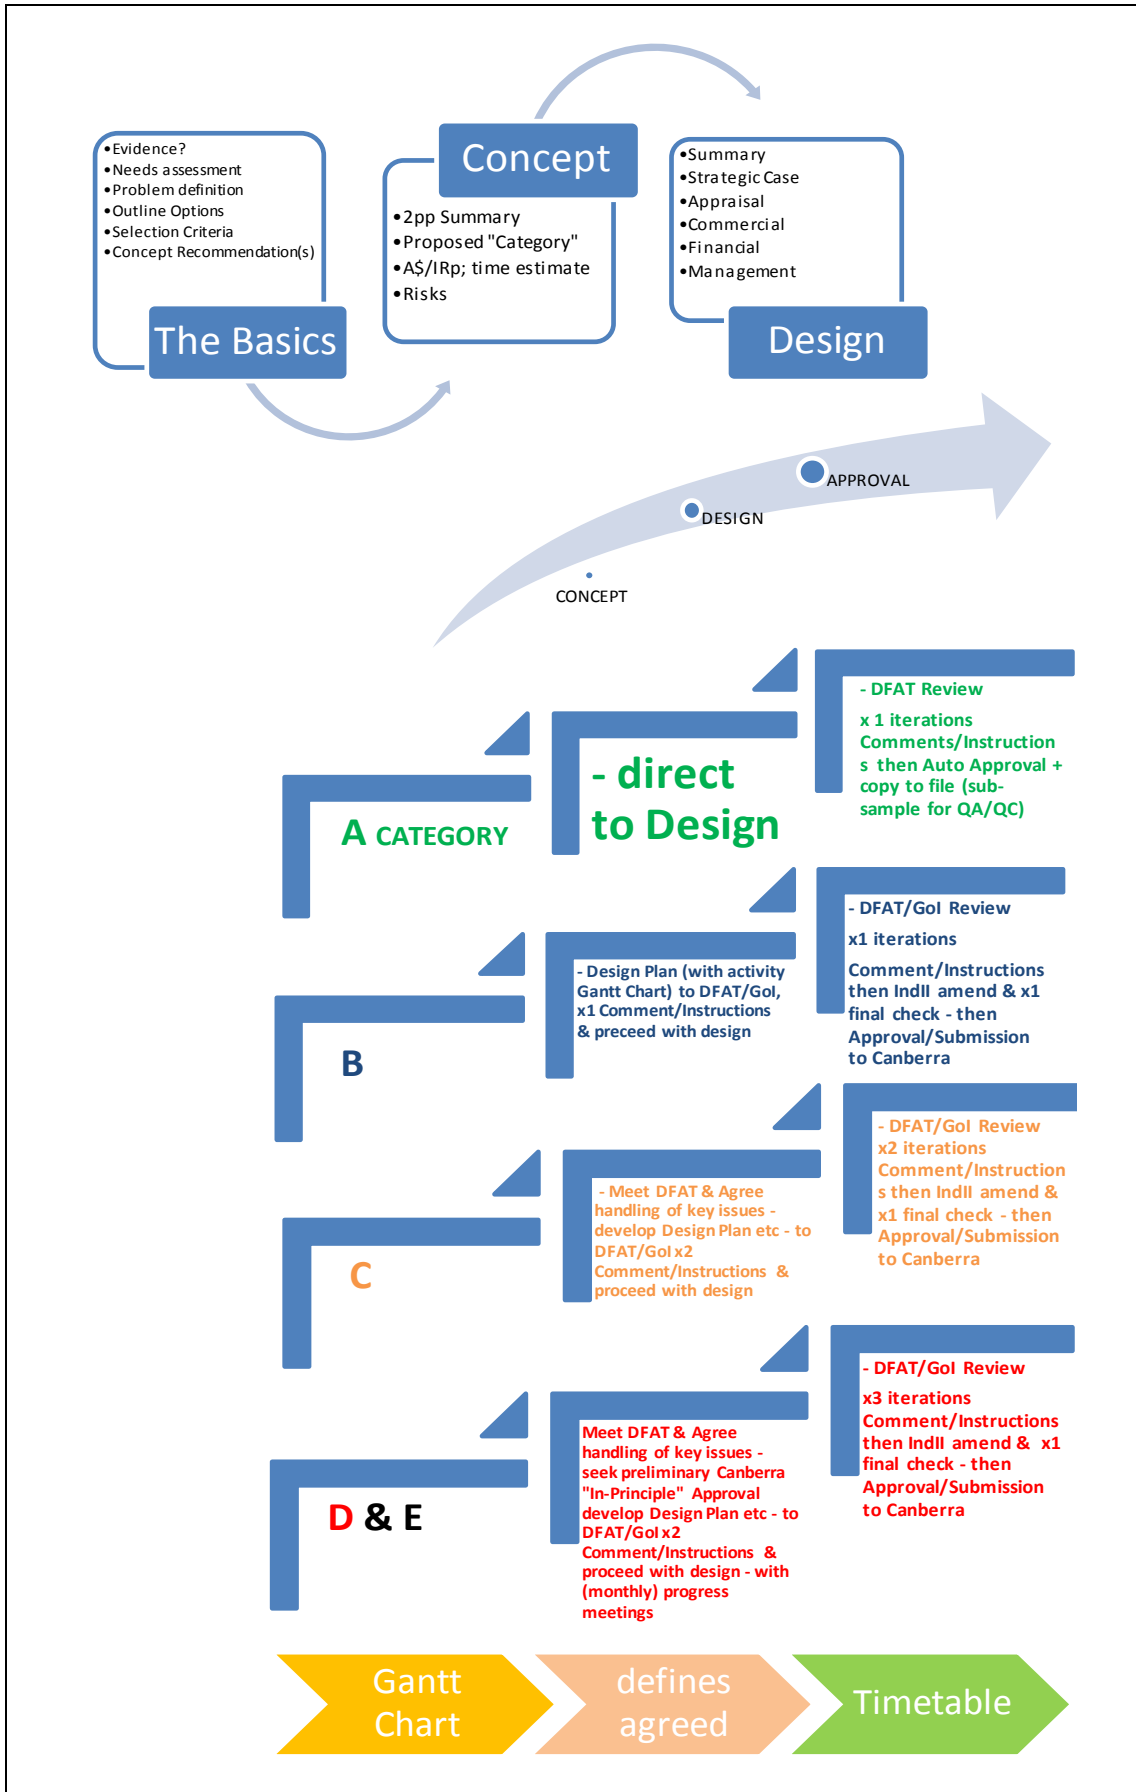 •Evidence?
•Needs assessment
•Problem definition
•Outline Options
•Selection Criteria
•Concept Recommendation(s)
The Basics
Concept
•2pp Summary
•Proposed "Category"
•A$/IRp; time estimate
•Risks
•Summary
•Strategic Case
•Appraisal
•Commercial
•Financial
•Management
Design
APPROVAL
DESIGN
CONCEPT
A CATEGORY
- direct
to Design
- DFAT Review
x 1 iterations
Comments/Instruction
s then Auto Approval +
copy to file (sub-
sample for QA/QC)
B
- Design Plan (with activity
Gantt Chart) to DFAT/GoI,
x1 Comment/Instructions
& preceed with design
- DFAT/GoI Review
x1 iterations
Comment/Instructions
then IndII amend & x1
final check - then
Approval/Submission
to Canberra
C
- Meet DFAT & Agree
handling of key issues -
develop Design Plan etc - to
DFAT/GoI x2
Comment/Instructions &
proceed with design
- DFAT/GoI Review
x2 iterations
Comment/Instruction
s then IndII amend &
x1 final check - then
Approval/Submission
to Canberra
D & E
Meet DFAT & Agree
handling of key issues -
seek preliminary Canberra
"In-Principle" Approval
develop Design Plan etc - to
DFAT/GoI x2
Comment/Instructions &
proceed with design - with
(monthly) progress
meetings
- DFAT/GoI Review
x3 iterations
Comment/Instructions
then IndII amend & x1
final check - then
Approval/Submission
to Canberra
Gantt
Chart
defines
agreed
Timetable